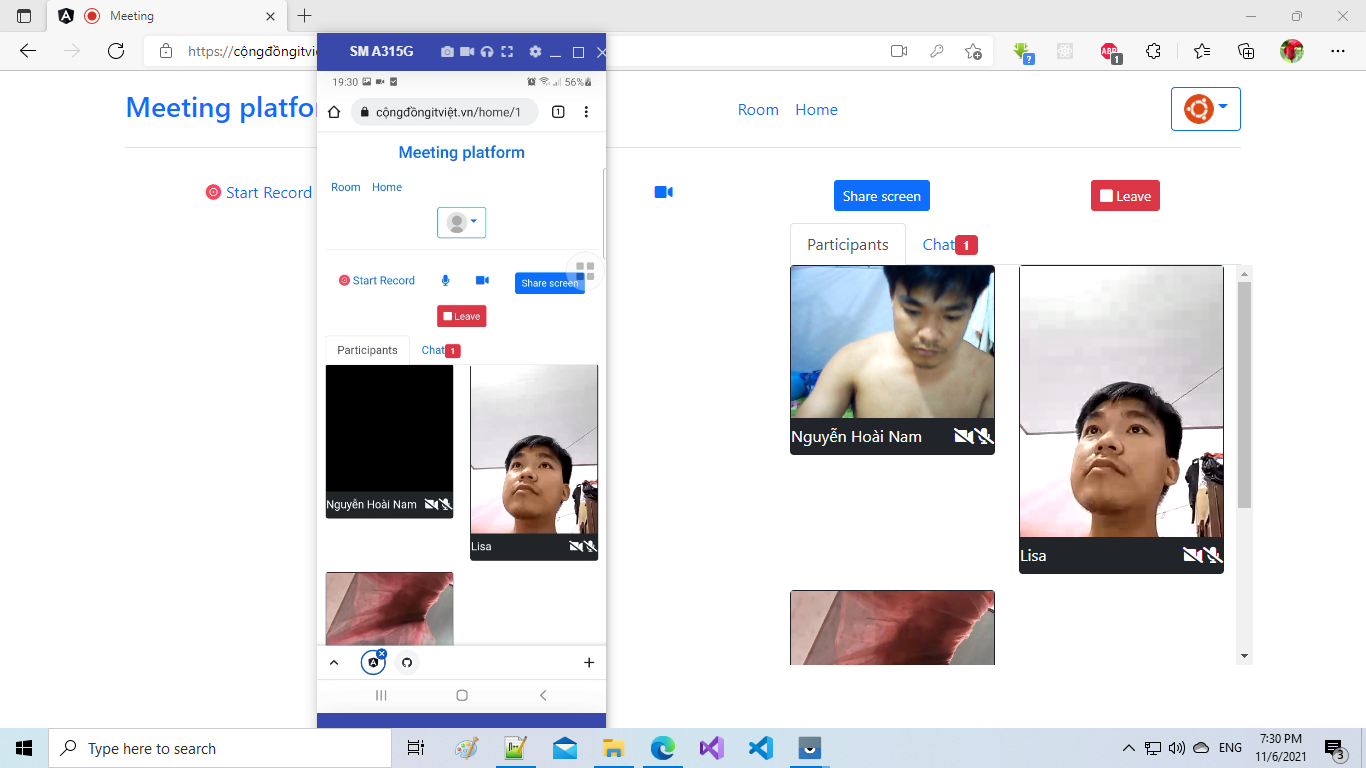 Meeting
https://cộngđồngitvi
ABP
1
?
Meeting platfor
Room
Home
Start Record
Share screen
Leave
Participants
Chat 1
Nguyễn Hoài Nam
Lisa
SM A315G
19:30
56%
cộngđồngitviệt.vn/home/1
1
Meeting platform
Room
Home
Start Record
Share screen
Leave
Participants
Chat 1
Nguyễn Hoài Nam
Lisa
Type here to search
ENG
7:30 PM
11/6/2021
3